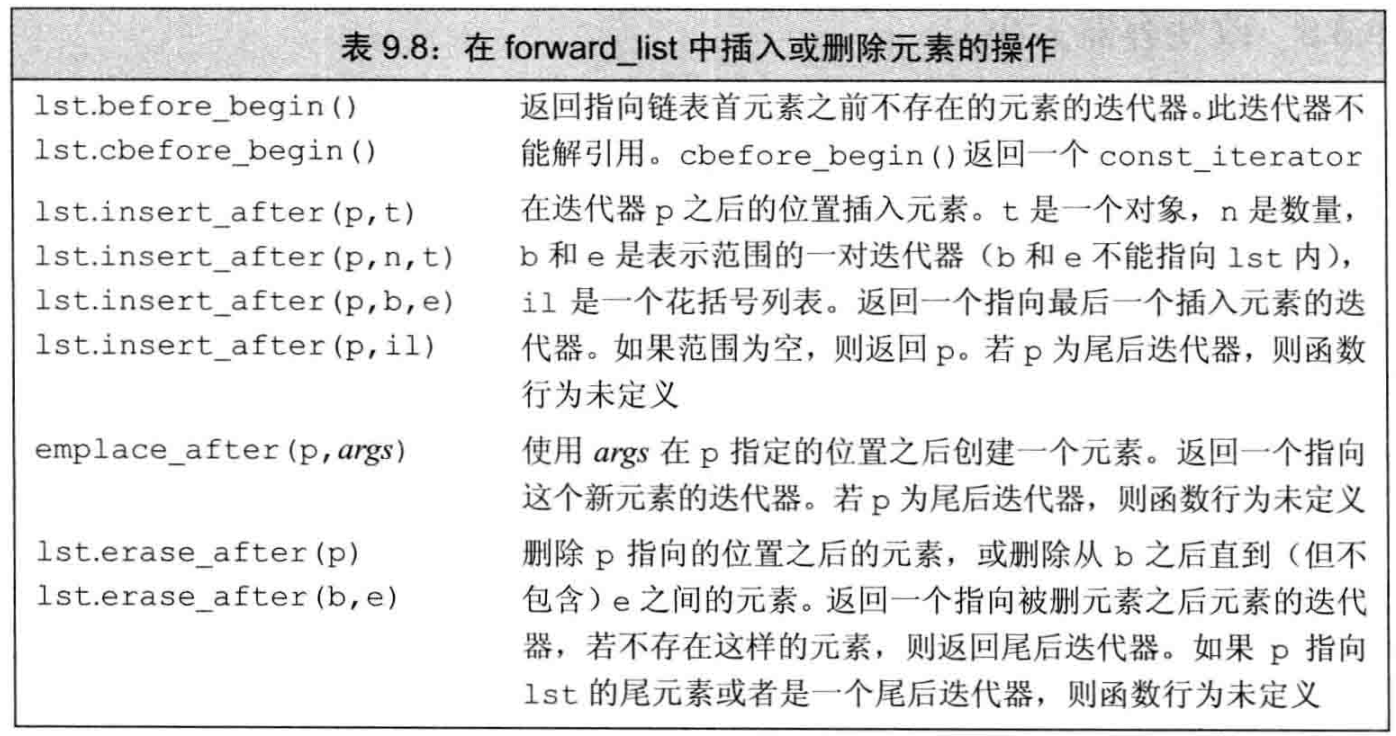 表 9.8：在 forward_list 中插入或删除元素的操作
lst.before_begin() 返回指向链表首元素之前不存在的元素的迭代器。此迭代器不
lst.cbefore_begin() 能解引用。cbefore_begin()返回一个 const_iterator
lst.insert_after(p,t) 在迭代器 p 之后的位置插入元素。t 是一个对象，n 是数量，
lst.insert_after(p,n,t) b 和 e 是表示范围的一对迭代器（b 和 e 不能指向 lst 内），
lst.insert_after(p,b,e) il 是一个花括号列表。返回一个指向最后一个插入元素的迭
lst.insert_after(p,il) 代器。如果范围为空，则返回 p。若 p 为尾后迭代器，则函数
行为未定义
emplace_after(p,args) 使用 args 在 p 指定的位置之后创建一个元素。返回一个指向
这个新元素的迭代器。若 p 为尾后迭代器，则函数行为未定义
lst.erase_after(p) 删除 p 指向的位置之后的元素，或删除从 b 之后直到（但不
lst.erase_after(b,e) 包含）e 之间的元素。返回一个指向被删元素之后元素的迭代
器，若不存在这样的元素，则返回尾后迭代器。如果 p 指向
lst 的尾元素或者是一个尾后迭代器，则函数行为未定义